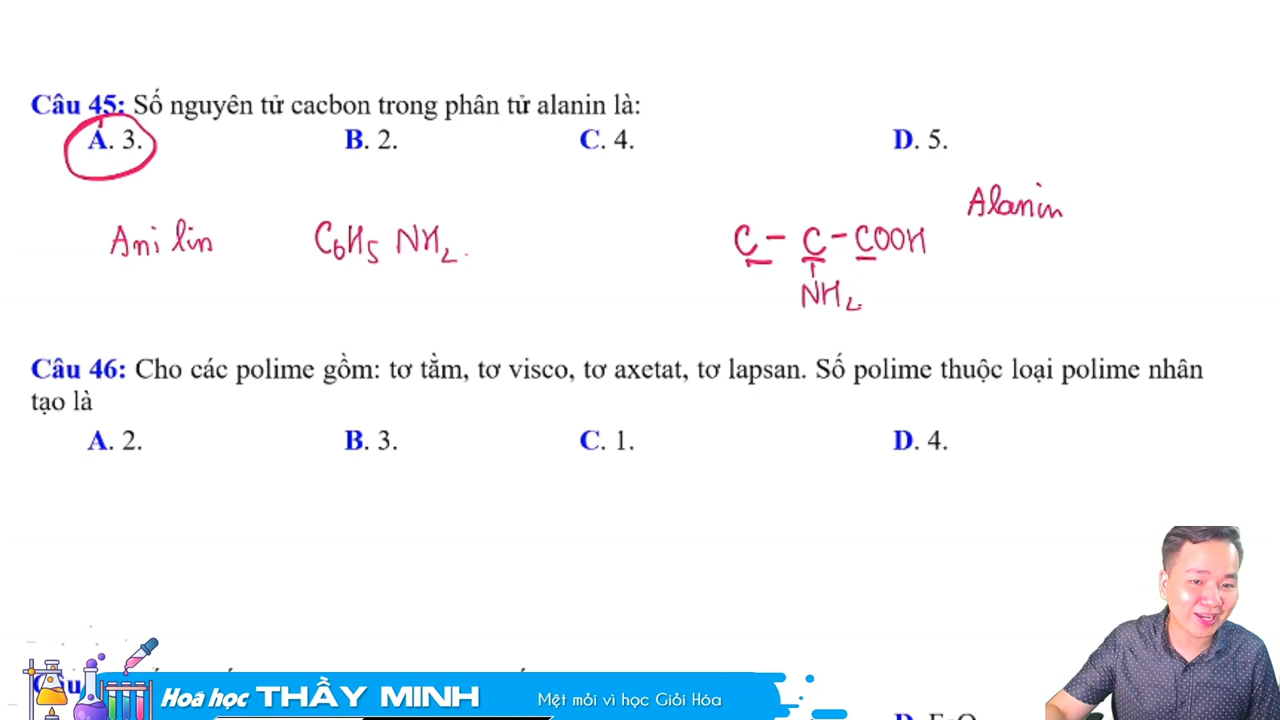 Câu 45: Số nguyên tử cacbon trong phân tử alanin là:
A. 3. B. 2. C. 4. D. 5.
Alanin
Anilin C6H5 NH2. C - C - COOH
NH2
Câu 46: Cho các polime gồm: tơ tằm, tơ visco, tơ axetat, tơ lapsan. Số polime thuộc loại polime nhân
tạo là
A. 2. B. 3. C. 1. D. 4.
Hoá học THẦY MINH Mệt mỏi vì học Giỏi Hóa